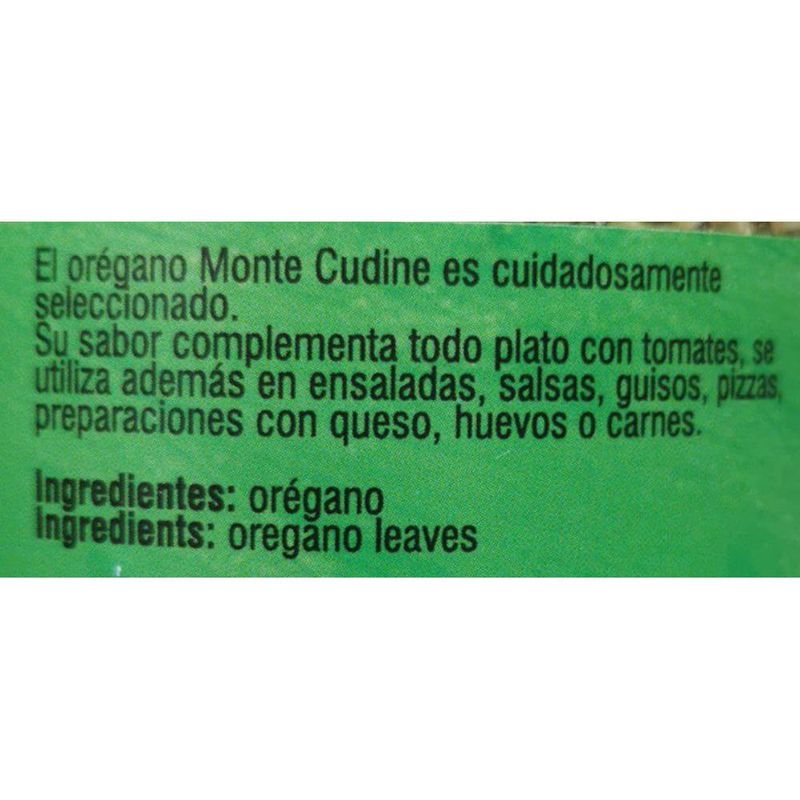 El orégano Monte Cudine es cuidadosamente
seleccionado.
Su sabor complementa todo plato con tomates, se
utiliza además en ensaladas, salsas, guisos, pizzas,
preparaciones con queso, huevos o carnes.
Ingredientes: orégano
Ingredients: oregano leaves